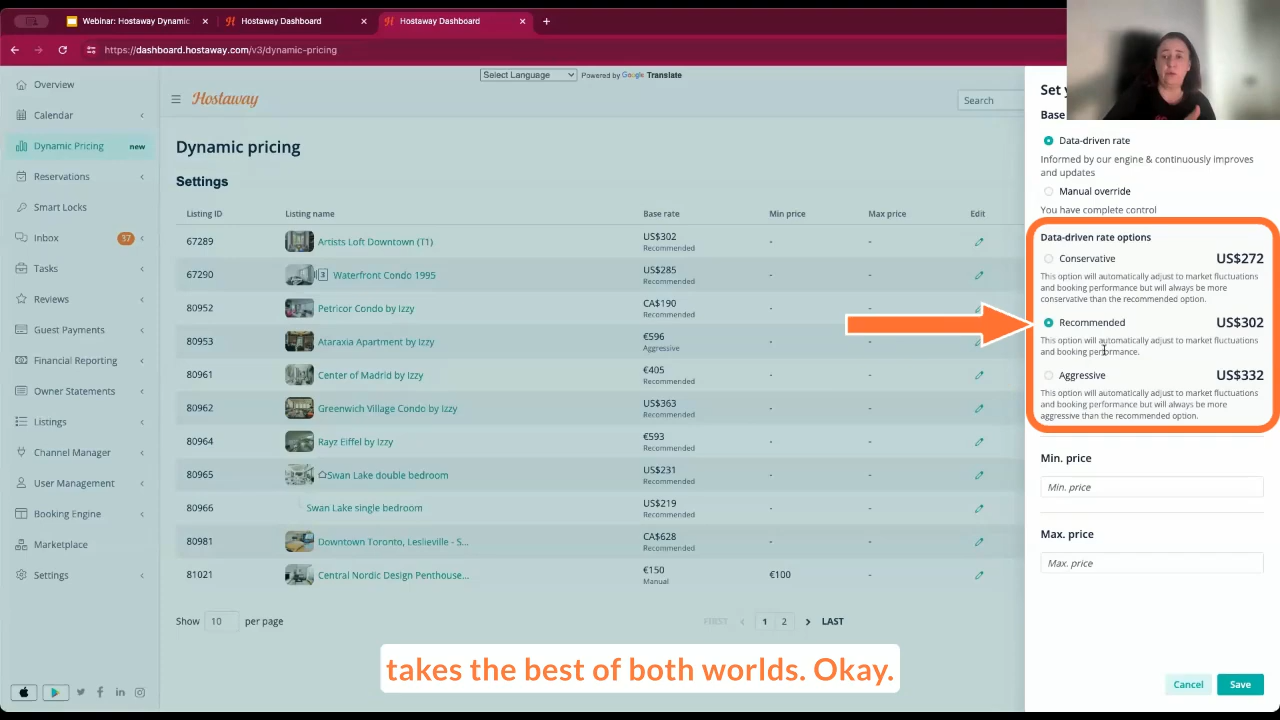 Webinar: Hostaway Dynamic
Hostaway Dashboard
Hostaway Dashboard
https://dashboard.hostaway.com/v3/dynamic-pricing
Select Language
Powered by Google Translate
Hostaway
Search
Overview
Calendar
Dynamic Pricing new
Reservations
Smart Locks
Inbox 37
Tasks
Reviews
Guest Payments
Financial Reporting
Owner Statements
Listings
Channel Manager
User Management
Booking Engine
Marketplace
Settings
Dynamic pricing
Settings
Listing ID Listing name Base rate Min price Max price Edit
67289 Artists Loft Downtown (T1) US$302 - -
Recommended
67290 3 Waterfront Condo 1995 US$285 - -
Recommended
80952 Petricor Condo by Izzy CA$190 - -
Recommended
80953 Ataraxia Apartment by Izzy €596 - -
Aggressive
80961 Center of Madrid by Izzy €405 - -
Recommended
80962 Greenwich Village Condo by Izzy US$363 - -
Recommended
80964 Rayz Eiffel by Izzy €593 - -
Recommended
80965 Swan Lake double bedroom US$231 - -
Recommended
80966 Swan Lake single bedroom US$219 - -
Recommended
80981 Downtown Toronto, Leslieville - S... CA$628 - -
Recommended
81021 Central Nordic Design Penthouse... €150 €100 -
Manual
Show 10 per page
FIRST 1 2 LAST
Set
Base
Data-driven rate
Informed by our engine & continuously improves
and updates
Manual override
You have complete control
Data-driven rate options
Conservative US$272
This option will automatically adjust to market fluctuations
and booking performance but will always be more
conservative than the recommended option.
Recommended US$302
This option will automatically adjust to market fluctuations
and booking performance.
Aggressive US$332
This option will automatically adjust to market fluctuations
and booking performance but will always be more
aggressive than the recommended option.
Min. price
Min. price
Max. price
Max. price
Cancel Save
takes the best of both worlds. Okay.